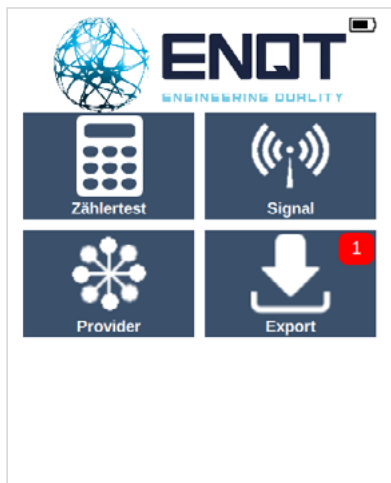 ENQT
ENGINEERING QUALITY
Zählertest
Signal
Provider
1
Export